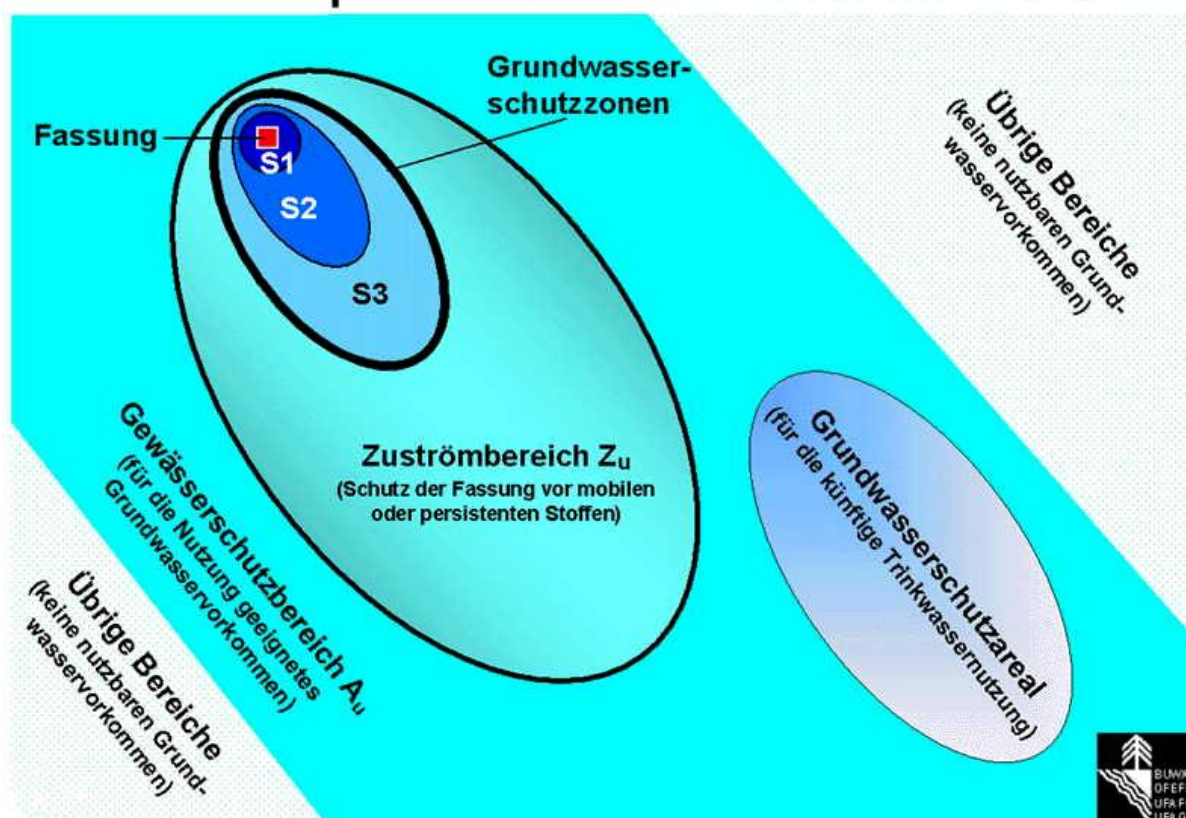 Grundwasser-
schutzzonen
Fassung
S1
S2
S3
Übrige Bereiche
(keine nutzbaren Grund-
wasservorkommen)
Zuströmbereich Zu
(Schutz der Fassung vor mobilen
oder persistenten Stoffen)
Gewässerschutzbereich Au
(für die Nutzung geeignetes
Grundwasservorkommen)
Grundwasserschutzareal
(für die künftige Trinkwassernutzung)
Übrige Bereiche
(keine nutzbaren Grund-
wasservorkommen)